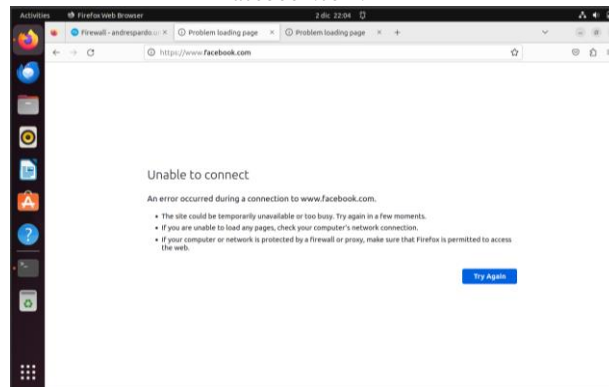 Activities
Firefox Web Browser
2 dic 22:04
Firewall - andrespardo.
Problem loading page
Problem loading page
https://www.facebook.com
Unable to connect
An error occurred during a connection to www.facebook.com.
The site could be temporarily unavailable or too busy. Try again in a few moments.
If you are unable to load any pages, check your computer's network connection.
If your computer or network is protected by a firewall or proxy, make sure that Firefox is permitted to access
the web.
Try Again